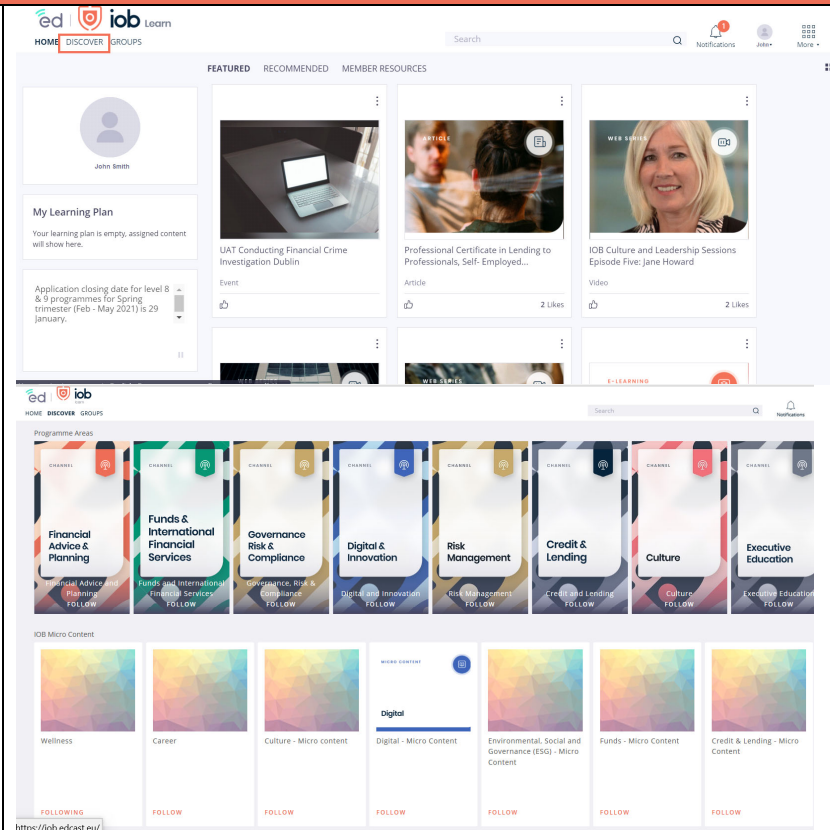 ed iob Learn
HOME DISCOVER GROUPS
Search
1
Notifications
John
More
FEATURED RECOMMENDED MEMBER RESOURCES
John Smith
My Learning Plan
Your learning plan is empty, assigned content
will show here.
Application closing date for level 8
& 9 programmes for Spring
trimester (Feb - May 2021) is 29
January.
UAT Conducting Financial Crime
Investigation Dublin
Event
ARTICLE
Professional Certificate in Lending to
Professionals, Self- Employed...
Article
2 Likes
WEB SERIES
IOB Culture and Leadership Sessions
Episode Five: Jane Howard
Video
2 Likes
WEB SERIES
E-LEARNING
ed iob
Learn
HOME DISCOVER GROUPS
Search
Notifications
Programme Areas
CHANNEL
Financial
Advice &
Planning
Financial Advice and
Planning
FOLLOW
CHANNEL
Funds &
International
Financial
Services
Funds and International
Financial Services
FOLLOW
CHANNEL
Governance
Risk &
Compliance
Governance, Risk &
Compliance
FOLLOW
CHANNEL
Digital &
Innovation
Digital and Innovation
FOLLOW
CHANNEL
Risk
Management
Risk Management
FOLLOW
CHANNEL
Credit &
Lending
Credit and Lending
FOLLOW
CHANNEL
Culture
Culture
FOLLOW
CHANNEL
Executive
Education
Executive Education
FOLLOW
IOB Micro Content
Wellness
FOLLOWING
Career
FOLLOW
Culture - Micro content
FOLLOW
MICRO CONTENT
Digital
Digital - Micro Content
FOLLOW
Environmental, Social and
Governance (ESG) - Micro
Content
FOLLOW
Funds - Micro Content
FOLLOW
Credit & Lending - Micro
Content
FOLLOW
https://iob.edcast.eu/